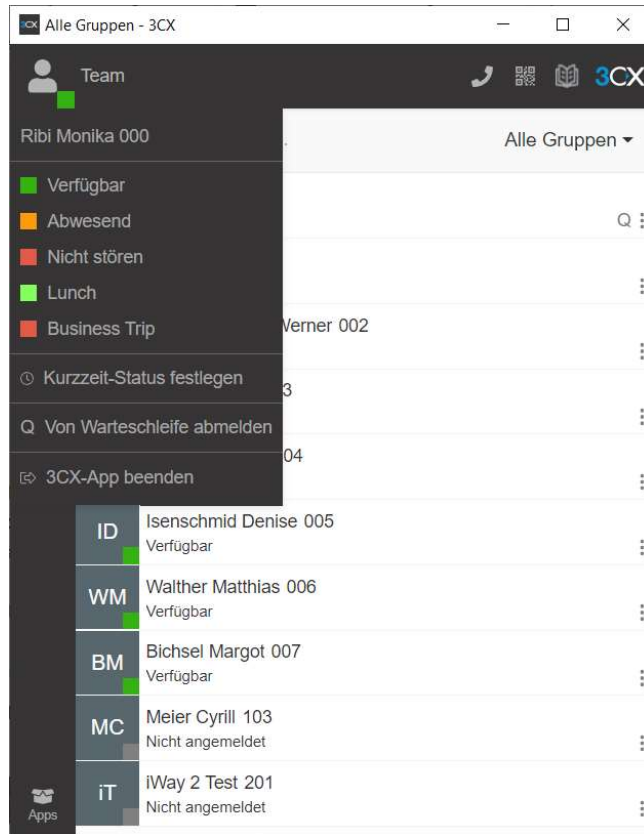 3CX Alle Gruppen - 3CX
Team
3CX
Ribi Monika 000
Alle Gruppen
Verfügbar
Abwesend
Q
Nicht stören
Lunch
Business Trip
Werner 002
Kurzzeit-Status festlegen
3
Q Von Warteschleife abmelden
04
3CX-App beenden
ID Isenschmid Denise 005
Verfügbar
WM Walther Matthias 006
Verfügbar
BM Bichsel Margot 007
Verfügbar
MC Meier Cyrill 103
Nicht angemeldet
iT iWay 2 Test 201
Nicht angemeldet
Apps